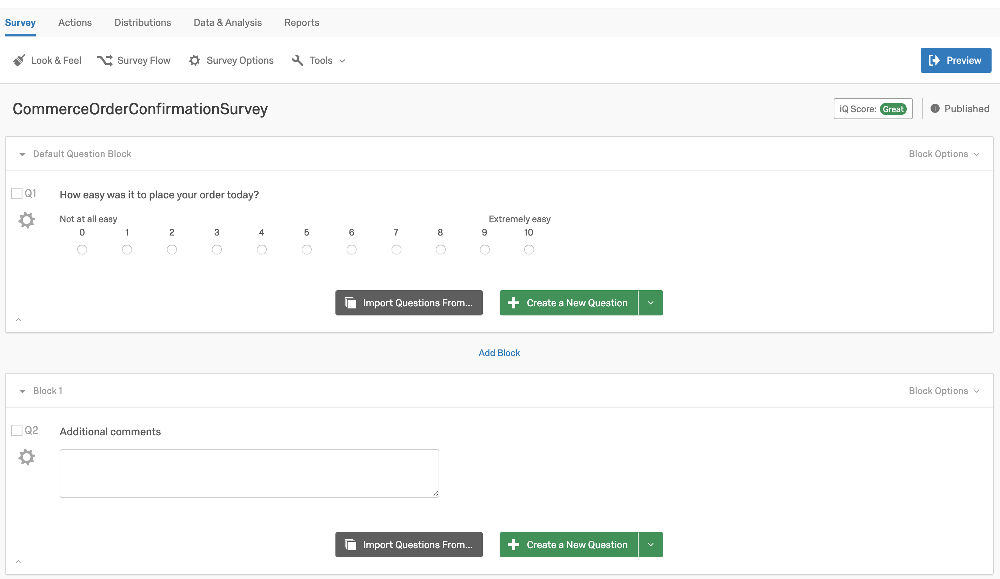 Survey Actions Distributions Data & Analysis Reports
Look & Feel Survey Flow Survey Options Tools Preview
CommerceOrderConfirmationSurvey iQ Score: Great Published
Default Question Block Block Options
Q1 How easy was it to place your order today?
Not at all easy Extremely easy
0 1 2 3 4 5 6 7 8 9 10
Import Questions From... Create a New Question
Add Block
Block 1 Block Options
Q2 Additional comments
Import Questions From... Create a New Question